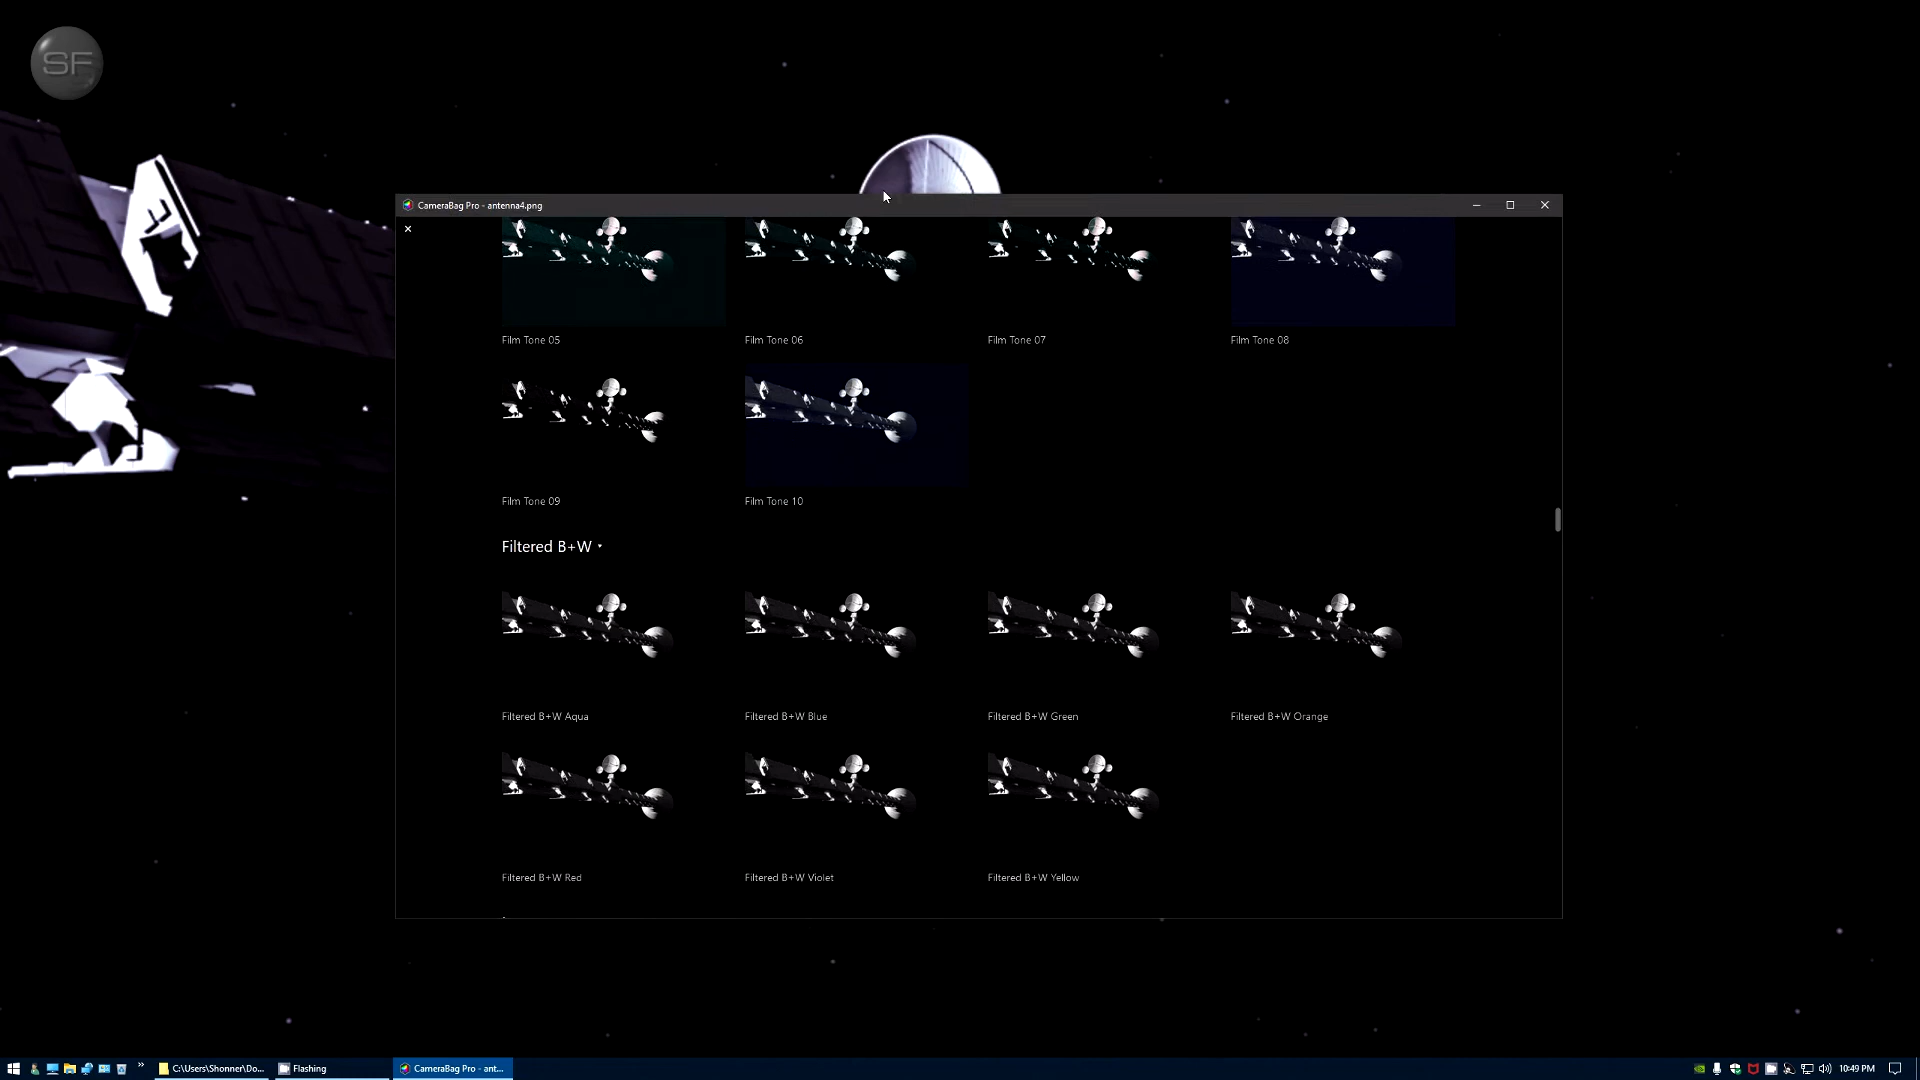 SF
CameraBag Pro - antenna4.png
Film Tone 05
Film Tone 06
Film Tone 07
Film Tone 08
Film Tone 09
Film Tone 10
Filtered B+W
Filtered B+W Aqua
Filtered B+W Blue
Filtered B+W Green
Filtered B+W Orange
Filtered B+W Red
Filtered B+W Violet
Filtered B+W Yellow
C:\Users\Shonner\Do...
Flashing
CameraBag Pro - ant...
10:49 PM